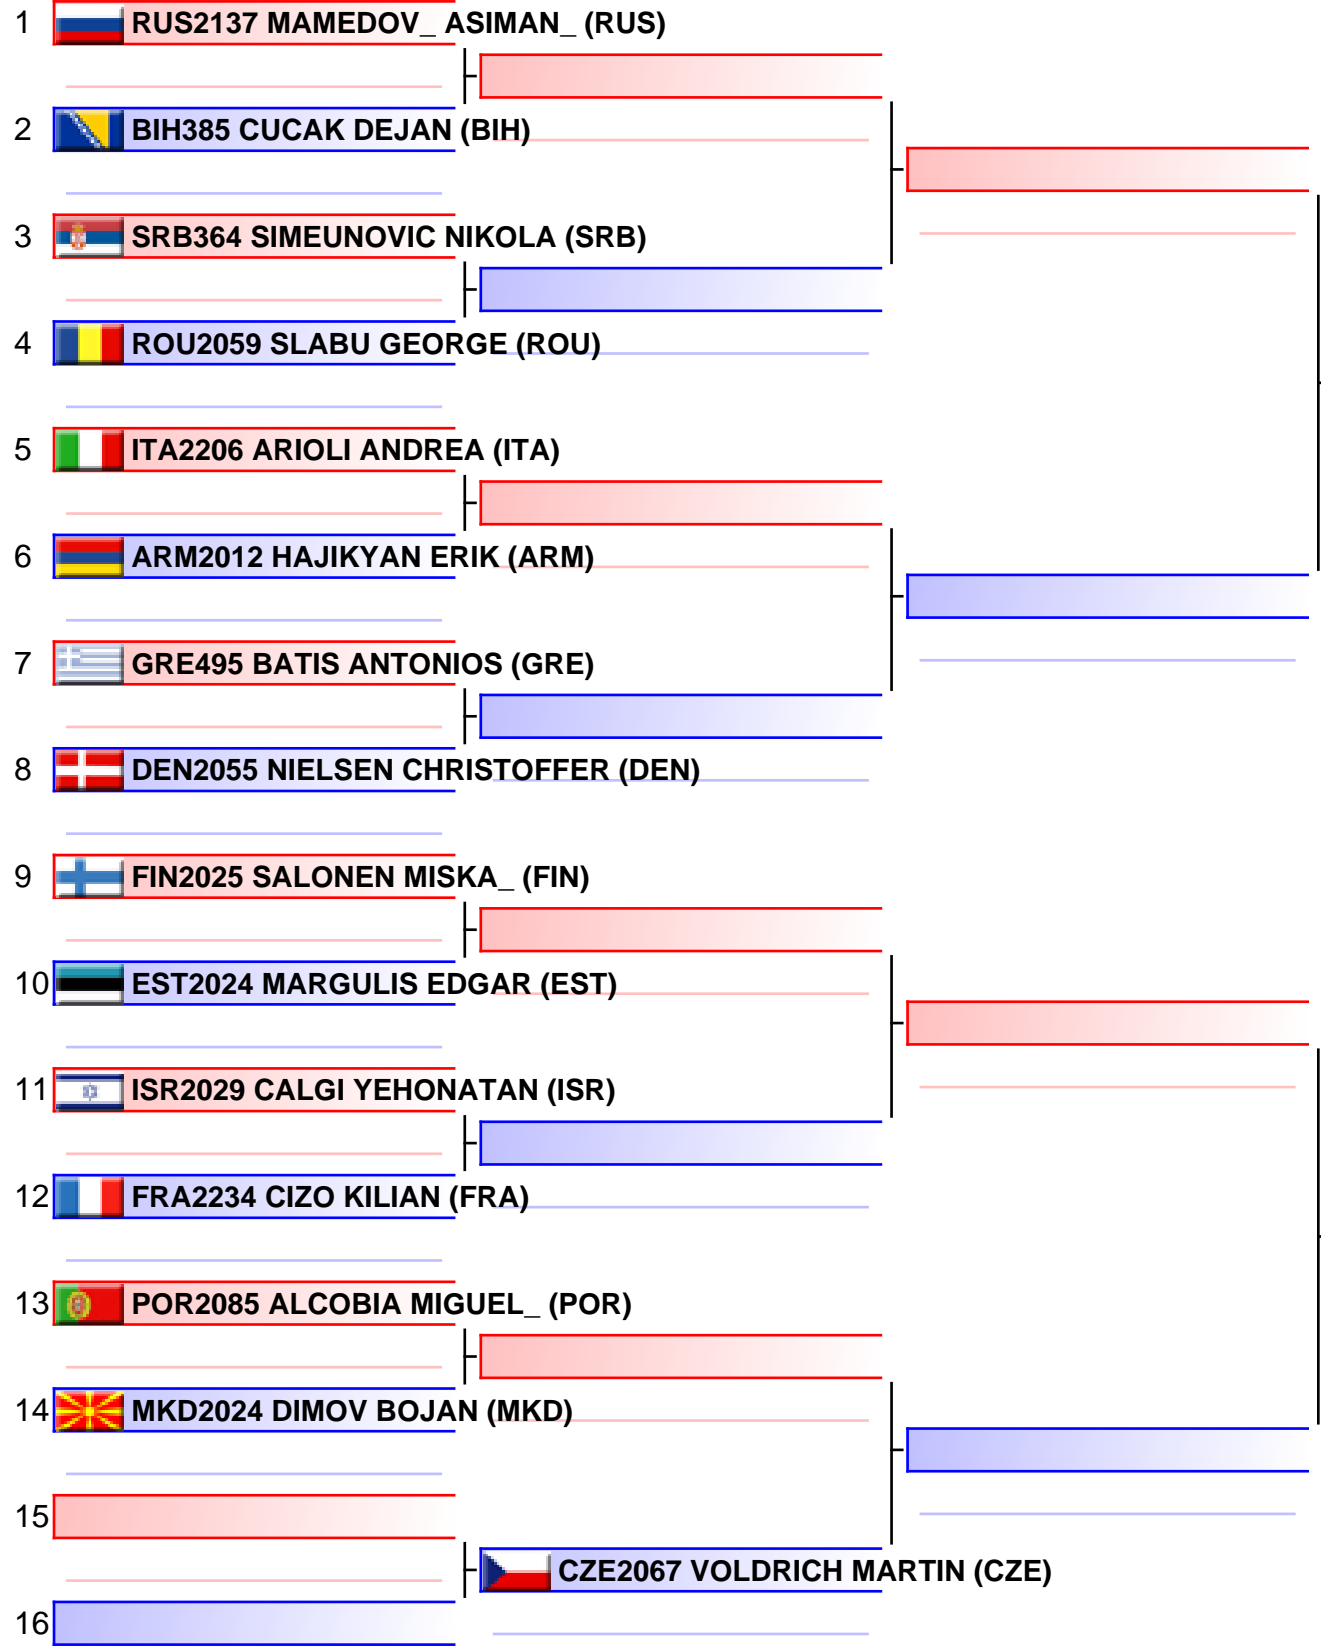 1 RUS2137 MAMEDOV_ ASIMAN_ (RUS)
2 BIH385 CUCAK DEJAN (BIH)
3 SRB364 SIMEUNOVIC NIKOLA (SRB)
4 ROU2059 SLABU GEORGE (ROU)
5 ITA2206 ARIOLI ANDREA (ITA)
6 ARM2012 HAJIKYAN ERIK (ARM)
7 GRE495 BATIS ANTONIOS (GRE)
8 DEN2055 NIELSEN CHRISTOFFER (DEN)
9 FIN2025 SALONEN MISKA_ (FIN)
10 EST2024 MARGULIS EDGAR (EST)
11 ISR2029 CALGI YEHONATAN (ISR)
12 FRA2234 CIZO KILIAN (FRA)
13 POR2085 ALCOBIA MIGUEL_ (POR)
14 MKD2024 DIMOV BOJAN (MKD)
15
CZE2067 VOLDRICH MARTIN (CZE)
16